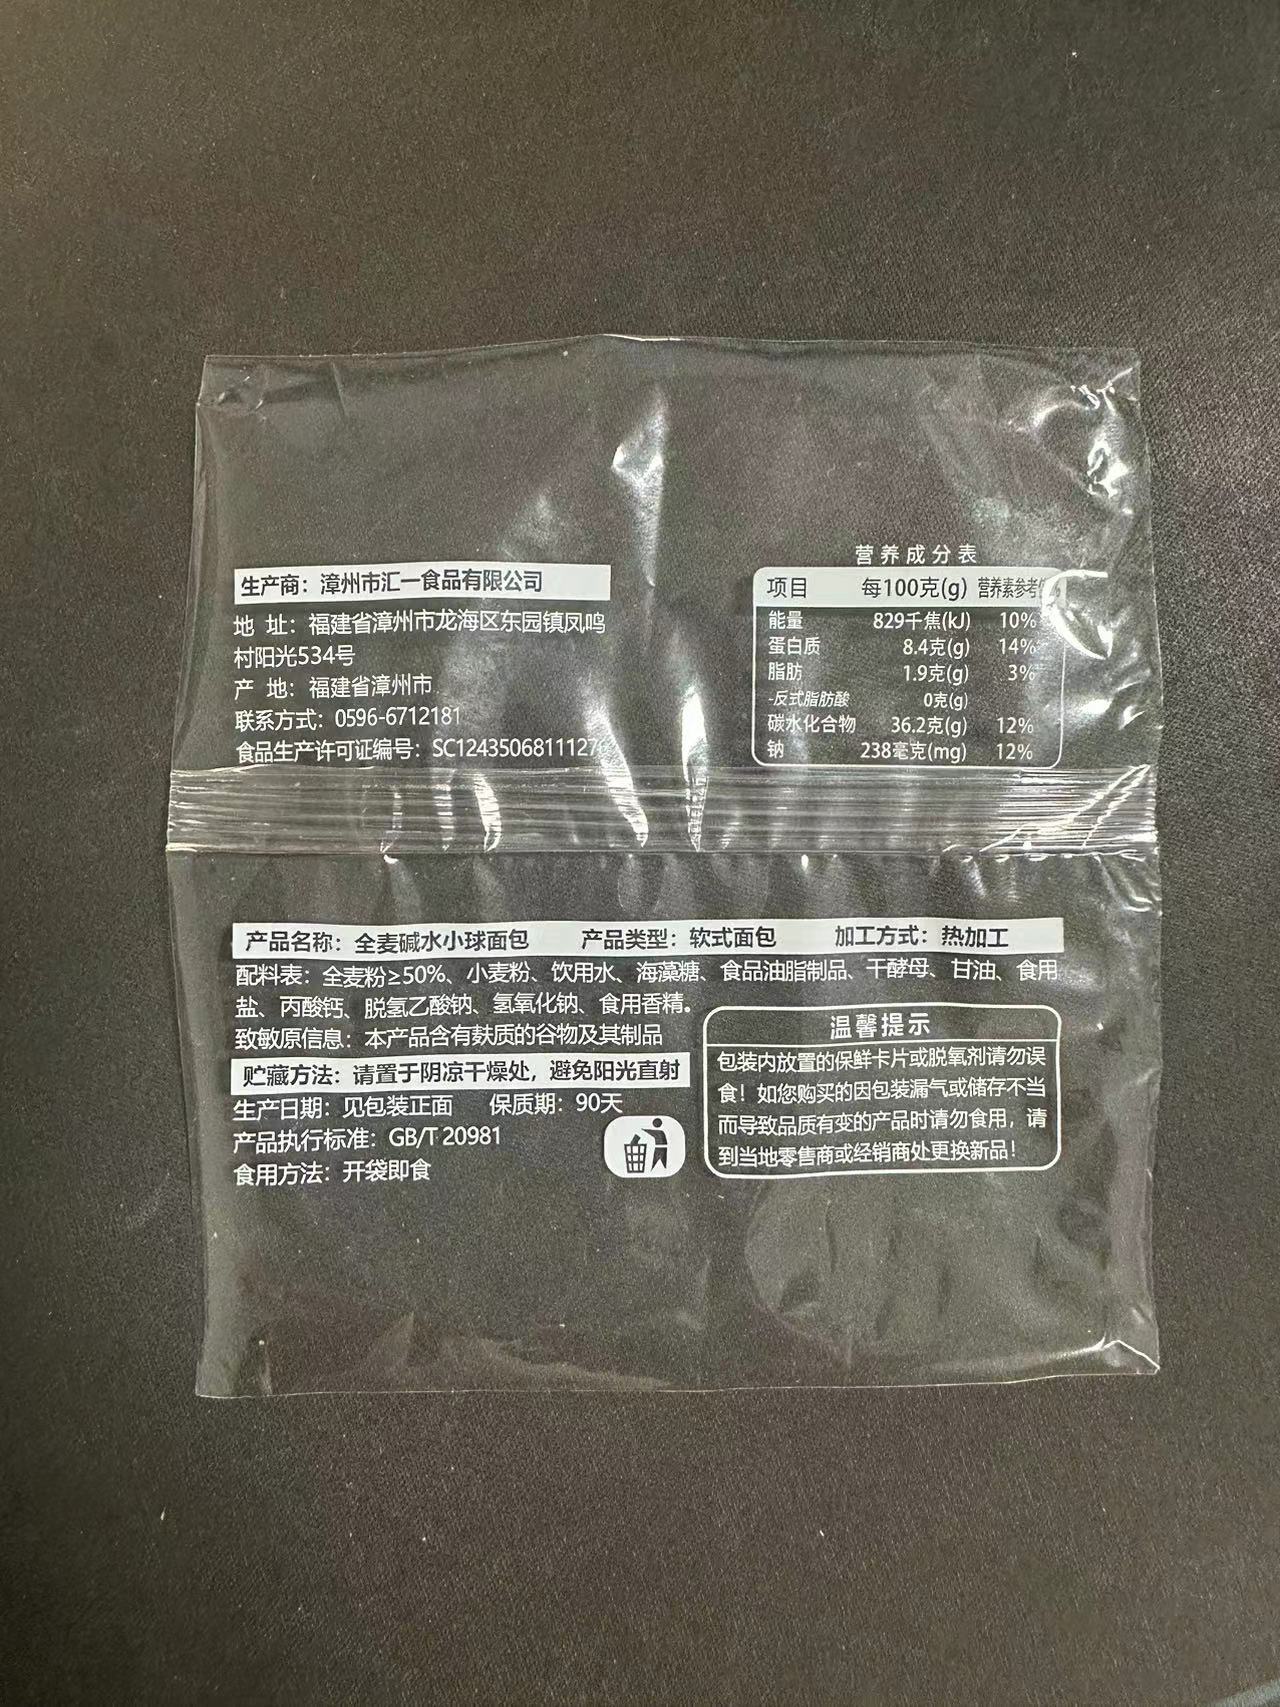 生产商：漳州市汇一食品有限公司
地 址：福建省漳州市龙海区东园镇凤鸣
村阳光534号
产 地：福建省漳州市
联系方式：0596-6712181
食品生产许可证编号：
营养成分表
项目 每100克(g) 营养素参考
能量 829千焦(kJ) 10%
蛋白质 8.4克(g) 14%
脂肪 1.9克(g) 3%
-反式脂肪酸 0克(g)
碳水化合物 36.2克(g) 12%
钠 238毫克(mg) 12%
产品名称：全麦碱水小球面包 产品类型：软式面包 加工方式：热加工
配料表：全麦粉≥50%、小麦粉、饮用水、海藻糖、食品油脂制品、干酵母、甘油、食用
盐、丙酸钙、脱氢乙酸钠、氢氧化钠、食用香精。
致敏原信息：本产品含有麸质的谷物及其制品
贮藏方法：请置于阴凉干燥处，避免阳光直射
生产日期：见包装正面 保质期：90天
产品执行标准：GB/T 20981
食用方法：开袋即食
温馨提示
包装内放置的保鲜卡片或脱氧剂请勿误
食！如您购买的因包装漏气或储存不当
而导致品质有变的产品时请勿食用，请
到当地零售商或经销商处更换新品！